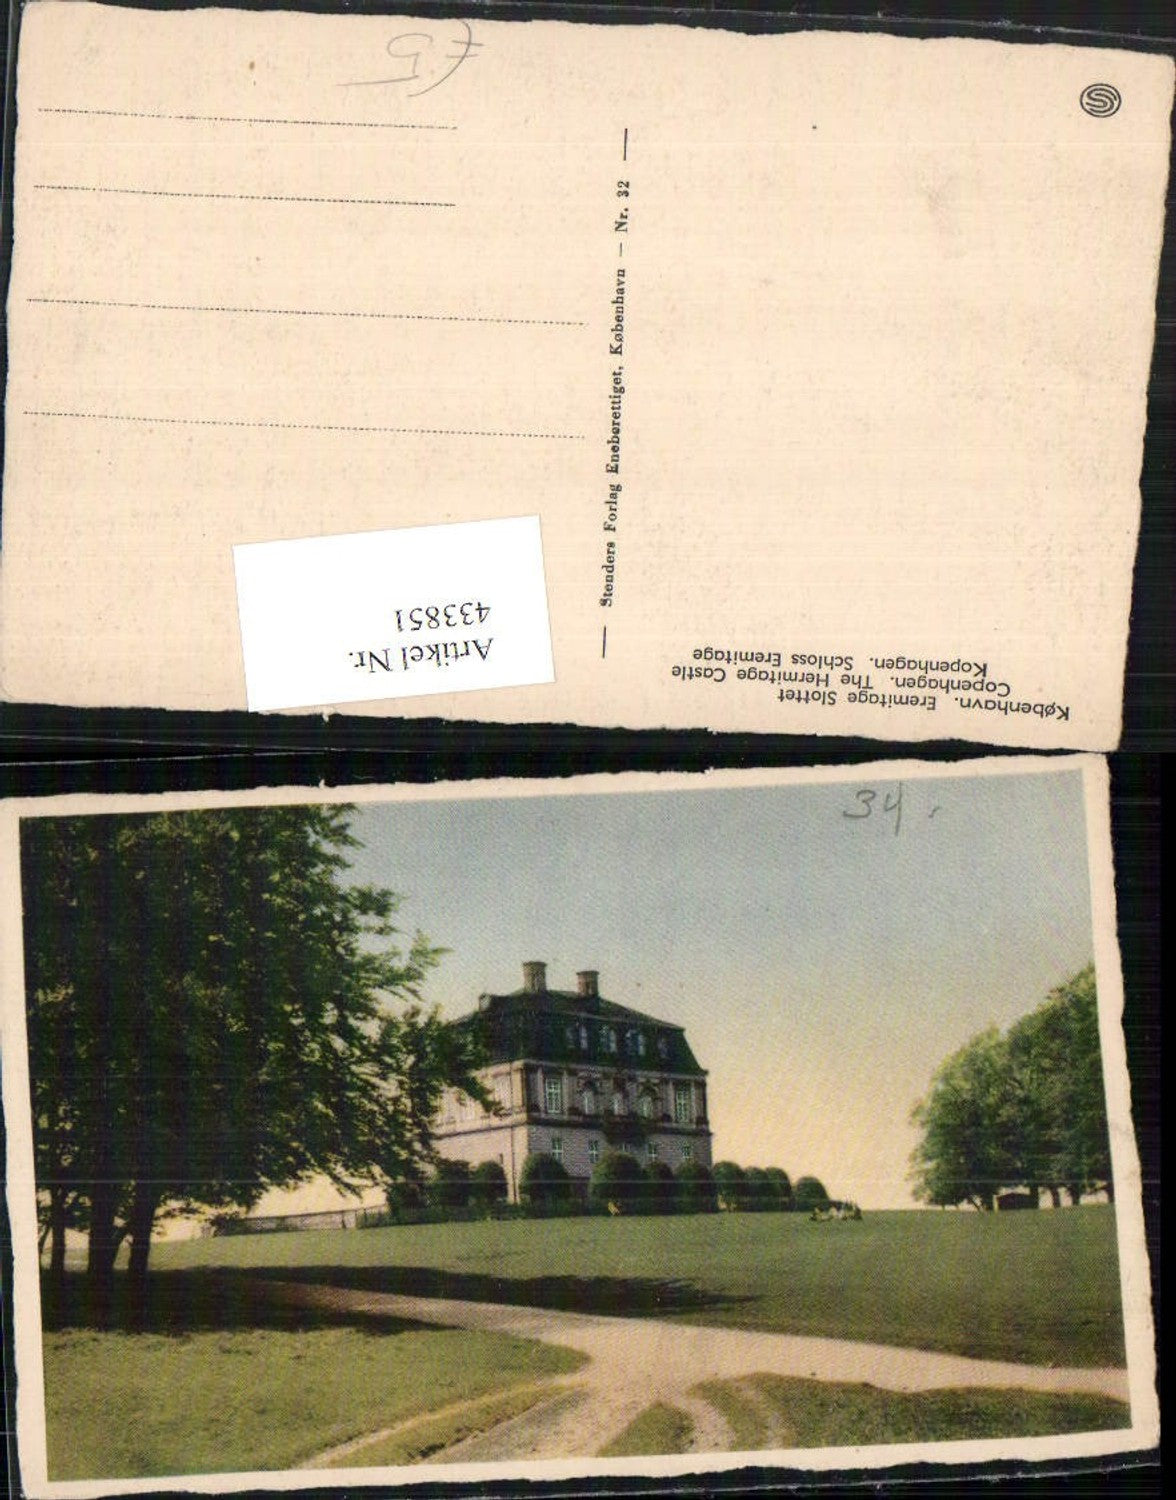 København. Eremitage Slottet
Copenhagen. The Hermitage Castle
Kopenhagen. Schloss Eremitage
Stenders Forlag Eneberettiget, København — Nr. 32
Artikel Nr.
433851
S
34.